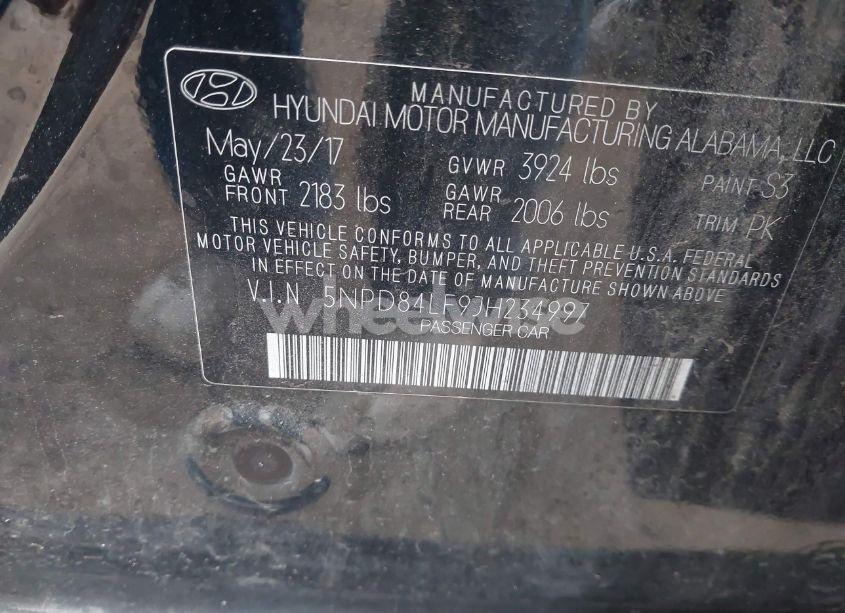 MANUFACTURED BY
HYUNDAI MOTOR MANUFACTURING ALABAMA, LLC
May/23/17 GVWR 3924 lbs PAINT S3
GAWR FRONT 2183 lbs GAWR REAR 2006 lbs TRIM PK
THIS VEHICLE CONFORMS TO ALL APPLICABLE U.S.A. FEDERAL
MOTOR VEHICLE SAFETY, BUMPER, AND THEFT PREVENTION STANDARDS
IN EFFECT ON THE DATE OF MANUFACTURE SHOWN ABOVE
V.I.N 5NPD84LF9JH234997
PASSENGER CAR